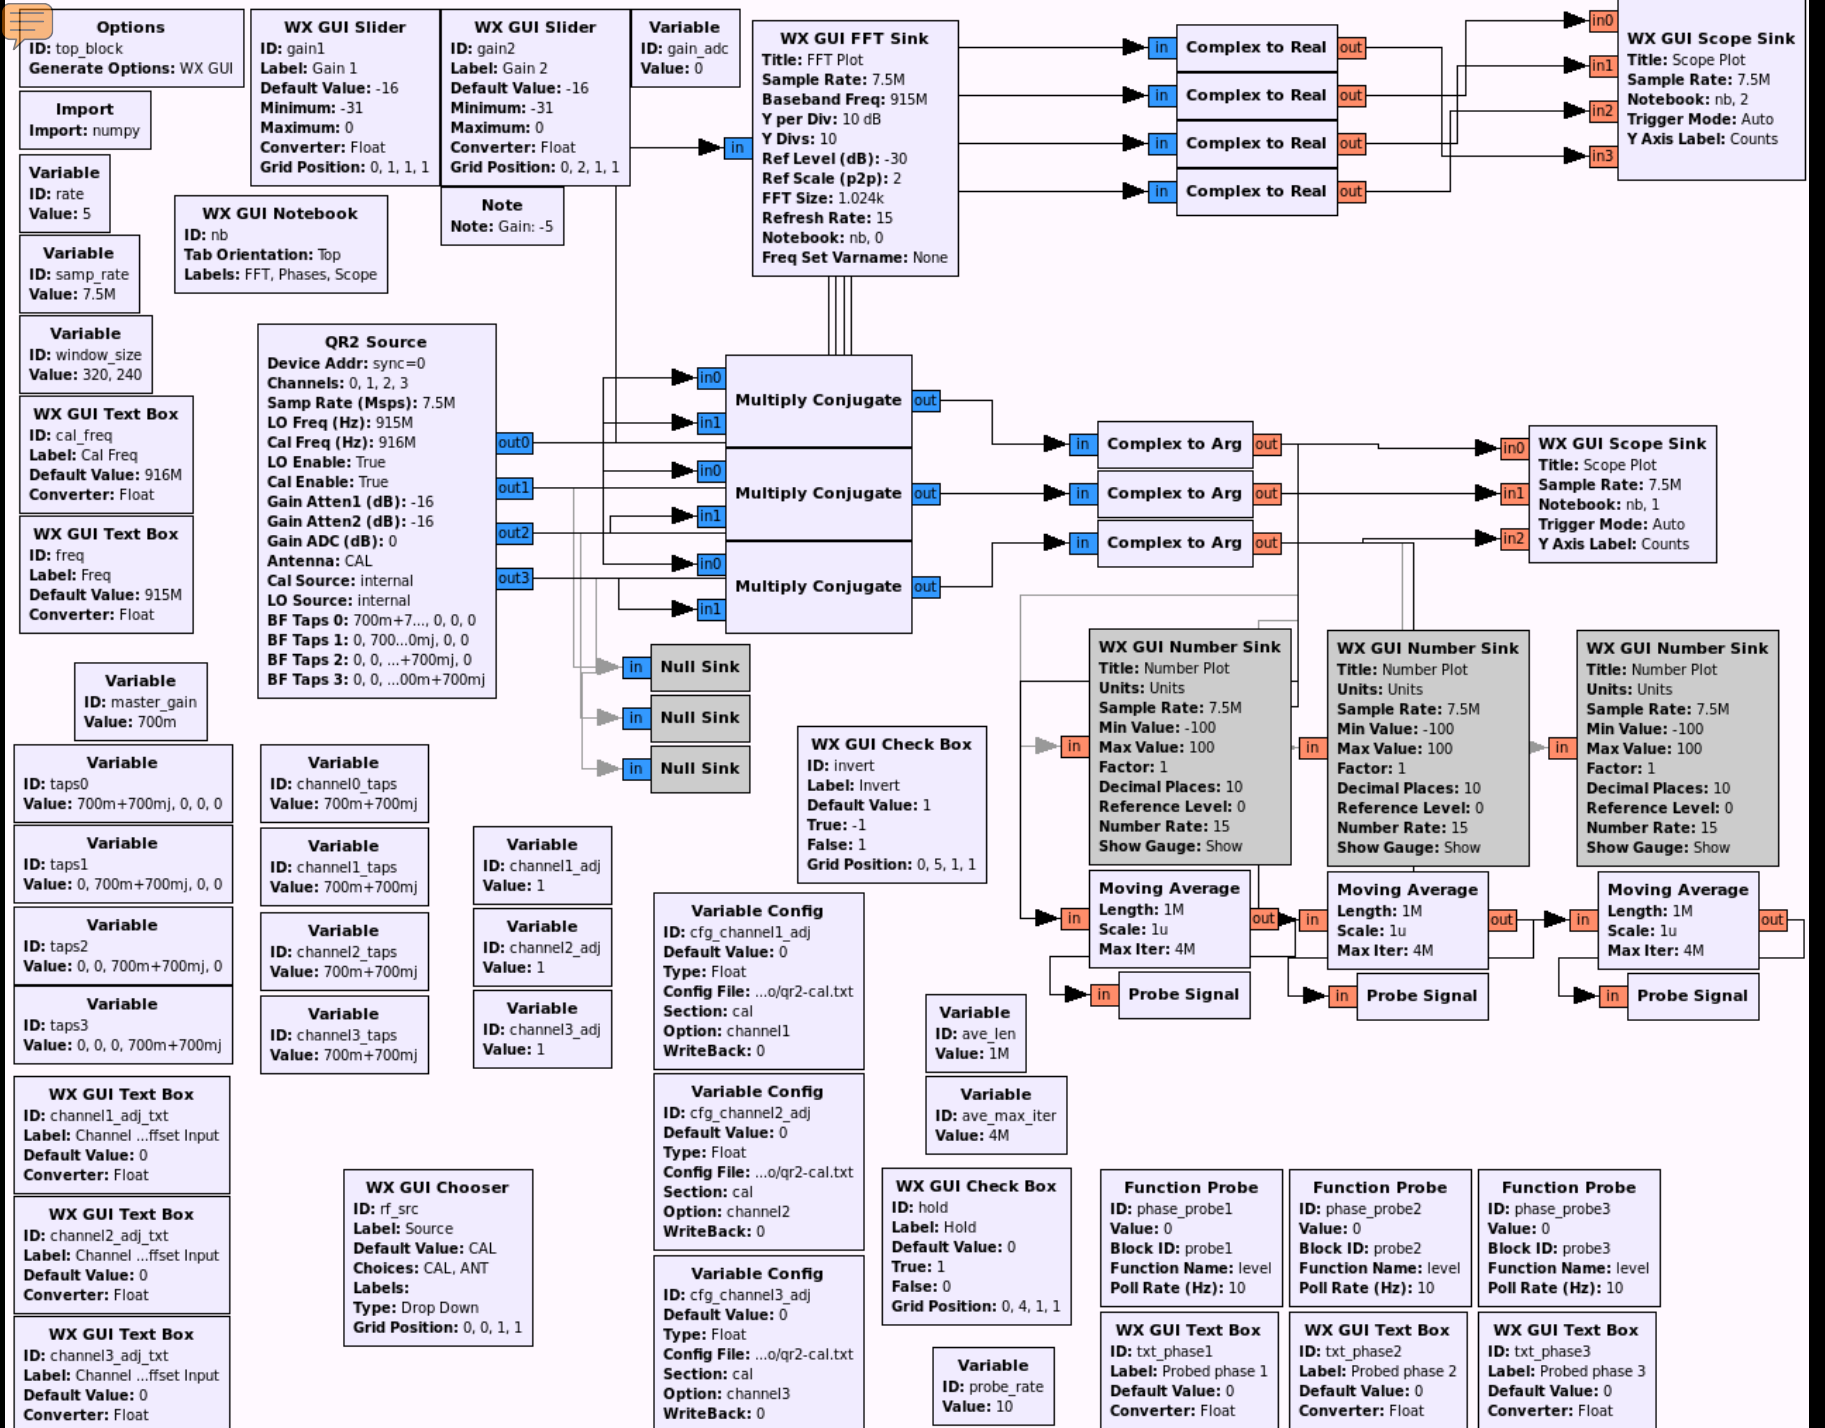 Options
ID: top_block
Generate Options: WX GUI
WX GUI Slider
ID: gain1
Label: Gain 1
Default Value: -16
Minimum: -31
Maximum: 0
Converter: Float
Grid Position: 0, 1, 1, 1
WX GUI Slider
ID: gain2
Label: Gain 2
Default Value: -16
Minimum: -31
Maximum: 0
Converter: Float
Grid Position: 0, 2, 1, 1
Variable
ID: gain_adc
Value: 0
in
WX GUI FFT Sink
Title: FFT Plot
Sample Rate: 7.5M
Baseband Freq: 915M
Y per Div: 10 dB
Y Divs: 10
Ref Level (dB): -30
Ref Scale (p2p): 2
FFT Size: 1.024k
Refresh Rate: 15
Notebook: nb, 0
Freq Set Varname: None
in
Complex to Real
out
in
Complex to Real
out
in
Complex to Real
out
in
Complex to Real
out
in0
in1
in2
in3
WX GUI Scope Sink
Title: Scope Plot
Sample Rate: 7.5M
Notebook: nb, 2
Trigger Mode: Auto
Y Axis Label: Counts
Import
Import: numpy
Variable
ID: rate
Value: 5
WX GUI Notebook
ID: nb
Tab Orientation: Top
Labels: FFT, Phases, Scope
Note
Note: Gain: -5
Variable
ID: samp_rate
Value: 7.5M
Variable
ID: window_size
Value: 320, 240
WX GUI Text Box
ID: cal_freq
Label: Cal Freq
Default Value: 916M
Converter: Float
WX GUI Text Box
ID: freq
Label: Freq
Default Value: 915M
Converter: Float
QR2 Source
Device Addr: sync=0
Channels: 0, 1, 2, 3
Samp Rate (Msps): 7.5M
LO Freq (Hz): 915M
Cal Freq (Hz): 916M
LO Enable: True
Cal Enable: True
Gain Atten1 (dB): -16
Gain Atten2 (dB): -16
Gain ADC (dB): 0
Antenna: CAL
Cal Source: internal
LO Source: internal
BF Taps 0: 700m+7..., 0, 0, 0
BF Taps 1: 0, 700...0mj, 0, 0
BF Taps 2: 0, 0, ...+700mj, 0
BF Taps 3: 0, 0, ...00m+700mj
out0
out1
out2
out3
in0
in1
Multiply Conjugate
out
in0
in1
Multiply Conjugate
out
in0
in1
Multiply Conjugate
out
in
Complex to Arg
out
in
Complex to Arg
out
in
Complex to Arg
out
in0
in1
in2
WX GUI Scope Sink
Title: Scope Plot
Sample Rate: 7.5M
Notebook: nb, 1
Trigger Mode: Auto
Y Axis Label: Counts
in
Null Sink
in
Null Sink
in
Null Sink
in
WX GUI Number Sink
Title: Number Plot
Units: Units
Sample Rate: 7.5M
Min Value: -100
Max Value: 100
Factor: 1
Decimal Places: 10
Reference Level: 0
Number Rate: 15
Show Gauge: Show
in
WX GUI Number Sink
Title: Number Plot
Units: Units
Sample Rate: 7.5M
Min Value: -100
Max Value: 100
Factor: 1
Decimal Places: 10
Reference Level: 0
Number Rate: 15
Show Gauge: Show
in
WX GUI Number Sink
Title: Number Plot
Units: Units
Sample Rate: 7.5M
Min Value: -100
Max Value: 100
Factor: 1
Decimal Places: 10
Reference Level: 0
Number Rate: 15
Show Gauge: Show
Variable
ID: master_gain
Value: 700m
Variable
ID: taps0
Value: 700m+700mj, 0, 0, 0
Variable
ID: taps1
Value: 0, 700m+700mj, 0, 0
Variable
ID: taps2
Value: 0, 0, 700m+700mj, 0
Variable
ID: taps3
Value: 0, 0, 0, 700m+700mj
Variable
ID: channel0_taps
Value: 700m+700mj
Variable
ID: channel1_taps
Value: 700m+700mj
Variable
ID: channel2_taps
Value: 700m+700mj
Variable
ID: channel3_taps
Value: 700m+700mj
Variable
ID: channel1_adj
Value: 1
Variable
ID: channel2_adj
Value: 1
Variable
ID: channel3_adj
Value: 1
WX GUI Check Box
ID: invert
Label: Invert
Default Value: 1
True: -1
False: 1
Grid Position: 0, 5, 1, 1
Variable Config
ID: cfg_channel1_adj
Default Value: 0
Type: Float
Config File: ...o/qr2-cal.txt
Section: cal
Option: channel1
WriteBack: 0
Variable Config
ID: cfg_channel2_adj
Default Value: 0
Type: Float
Config File: ...o/qr2-cal.txt
Section: cal
Option: channel2
WriteBack: 0
Variable Config
ID: cfg_channel3_adj
Default Value: 0
Type: Float
Config File: ...o/qr2-cal.txt
Section: cal
Option: channel3
WriteBack: 0
in
Moving Average
Length: 1M
Scale: 1u
Max Iter: 4M
out
in
Moving Average
Length: 1M
Scale: 1u
Max Iter: 4M
out
in
Moving Average
Length: 1M
Scale: 1u
Max Iter: 4M
out
in
Probe Signal
in
Probe Signal
in
Probe Signal
Variable
ID: ave_len
Value: 1M
Variable
ID: ave_max_iter
Value: 4M
WX GUI Text Box
ID: channel1_adj_txt
Label: Channel ...ffset Input
Default Value: 0
Converter: Float
WX GUI Text Box
ID: channel2_adj_txt
Label: Channel ...ffset Input
Default Value: 0
Converter: Float
WX GUI Text Box
ID: channel3_adj_txt
Label: Channel ...ffset Input
Default Value: 0
Converter: Float
WX GUI Chooser
ID: rf_src
Label: Source
Default Value: CAL
Choices: CAL, ANT
Labels:
Type: Drop Down
Grid Position: 0, 0, 1, 1
WX GUI Check Box
ID: hold
Label: Hold
Default Value: 0
True: 1
False: 0
Grid Position: 0, 4, 1, 1
Variable
ID: probe_rate
Value: 10
Function Probe
ID: phase_probe1
Value: 0
Block ID: probe1
Function Name: level
Poll Rate (Hz): 10
Function Probe
ID: phase_probe2
Value: 0
Block ID: probe2
Function Name: level
Poll Rate (Hz): 10
Function Probe
ID: phase_probe3
Value: 0
Block ID: probe3
Function Name: level
Poll Rate (Hz): 10
WX GUI Text Box
ID: txt_phase1
Label: Probed phase 1
Default Value: 0
Converter: Float
WX GUI Text Box
ID: txt_phase2
Label: Probed phase 2
Default Value: 0
Converter: Float
WX GUI Text Box
ID: txt_phase3
Label: Probed phase 3
Default Value: 0
Converter: Float